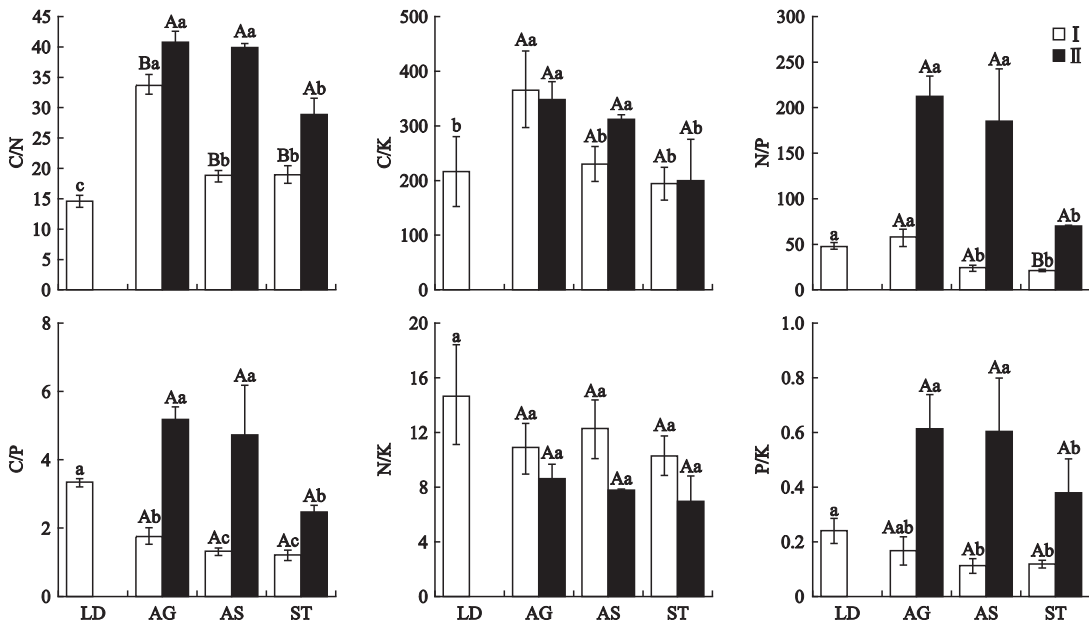 45
40
35
30
25
20
15
10
5
0
C/N
c
Ba Aa
Bb Aa
Bb Ab
500
400
300
200
100
0
C/K
b
Aa Aa
Ab Aa
Ab Ab
300
250
200
150
100
50
0
N/P
I
II
a
Aa Aa
Ab Aa
Bb Ab
8
6
4
2
0
C/P
a
Ab Aa
Ac Aa
Ac Ab
LD AG AS ST
20
16
12
8
4
0
N/K
a
Aa Aa
Aa Aa
Aa Aa
LD AG AS ST
1.0
0.8
0.6
0.4
0.2
0
P/K
a
Aab Aa
Ab Aa
Ab Ab
LD AG AS ST